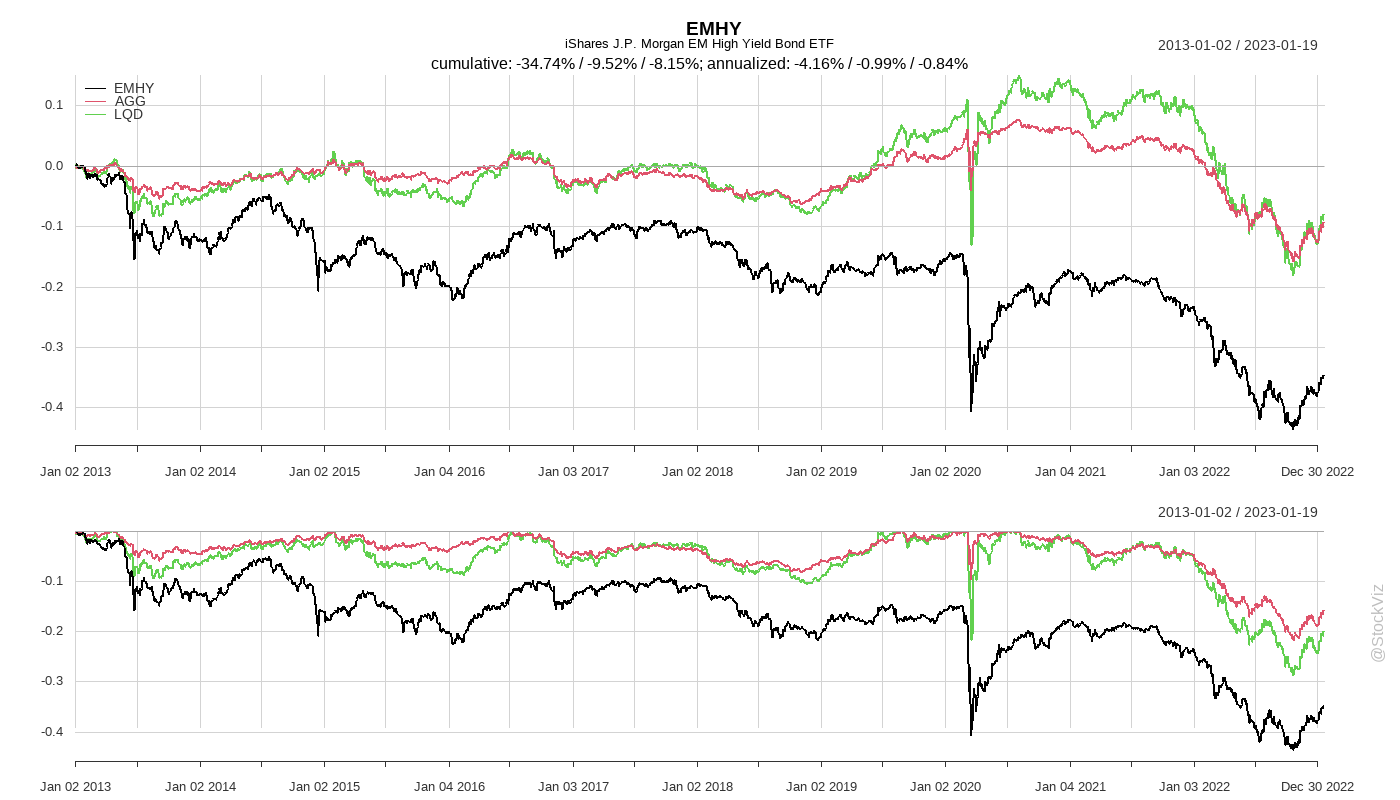 EMHY
iShares J.P. Morgan EM High Yield Bond ETF
2013-01-02 / 2023-01-19
cumulative: -34.74% / -9.52% / -8.15%; annualized: -4.16% / -0.99% / -0.84%
EMHY
AGG
LQD
0.1
0.0
-0.1
-0.2
-0.3
-0.4
Jan 02 2013 Jan 02 2014 Jan 02 2015 Jan 04 2016 Jan 03 2017 Jan 02 2018 Jan 02 2019 Jan 02 2020 Jan 04 2021 Jan 03 2022 Dec 30 2022
2013-01-02 / 2023-01-19
-0.1
-0.2
-0.3
-0.4
Jan 02 2013 Jan 02 2014 Jan 02 2015 Jan 04 2016 Jan 03 2017 Jan 02 2018 Jan 02 2019 Jan 02 2020 Jan 04 2021 Jan 03 2022 Dec 30 2022
@StockViz